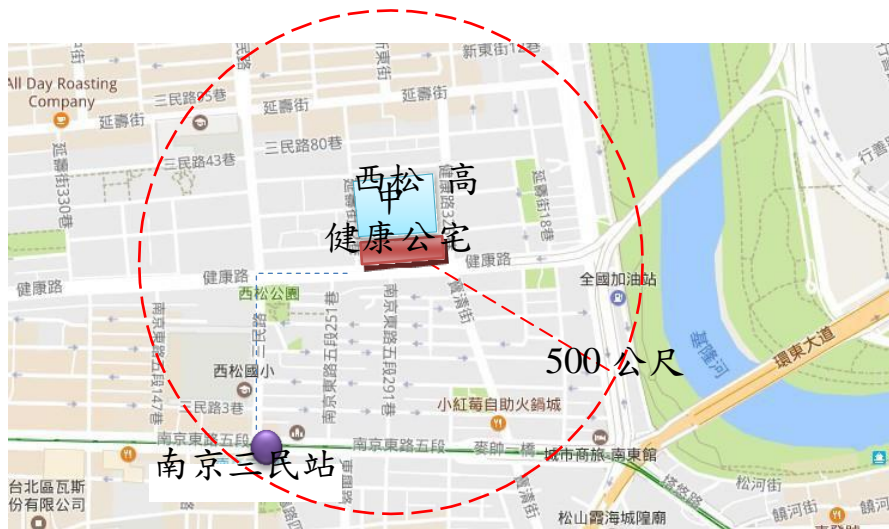 新東街
新東街12巷
All Day Roasting
Company
延壽街
三民路95巷
延壽街
延壽街
行善
三民路80巷
三民路43巷
延壽街330巷
西松 高
中
健康公宅
健康路32
延壽街18巷
行善
健康路
健康路
健康路
全國加油站
西松公園
寶清街
基隆河
環東大道
南京東路五段147巷
三民路
南京東路五段251巷
南京東路五段291巷
500 公尺
西松國小
三民路3巷
小紅莓自助火鍋城
南京東路五段
南京東路五段
麥帥一橋
城市商旅-南東館
南京三民站
台北區瓦斯
份有限公司
塔悠路
松河街
饒河街
饒河
松山霞海城隍廟